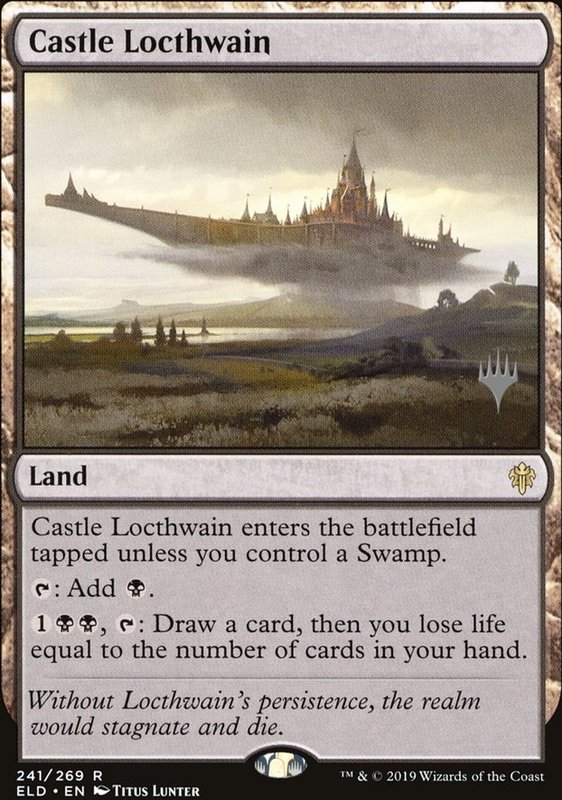 Castle Locthwain
Land
Castle Locthwain enters the battlefield
tapped unless you control a Swamp.
: Add .
1, : Draw a card, then you lose life
equal to the number of cards in your hand.
Without Locthwain's persistence, the realm
would stagnate and die.
241/269 R
ELD • EN Titus Lunter
™ & © 2019 Wizards of the Coast